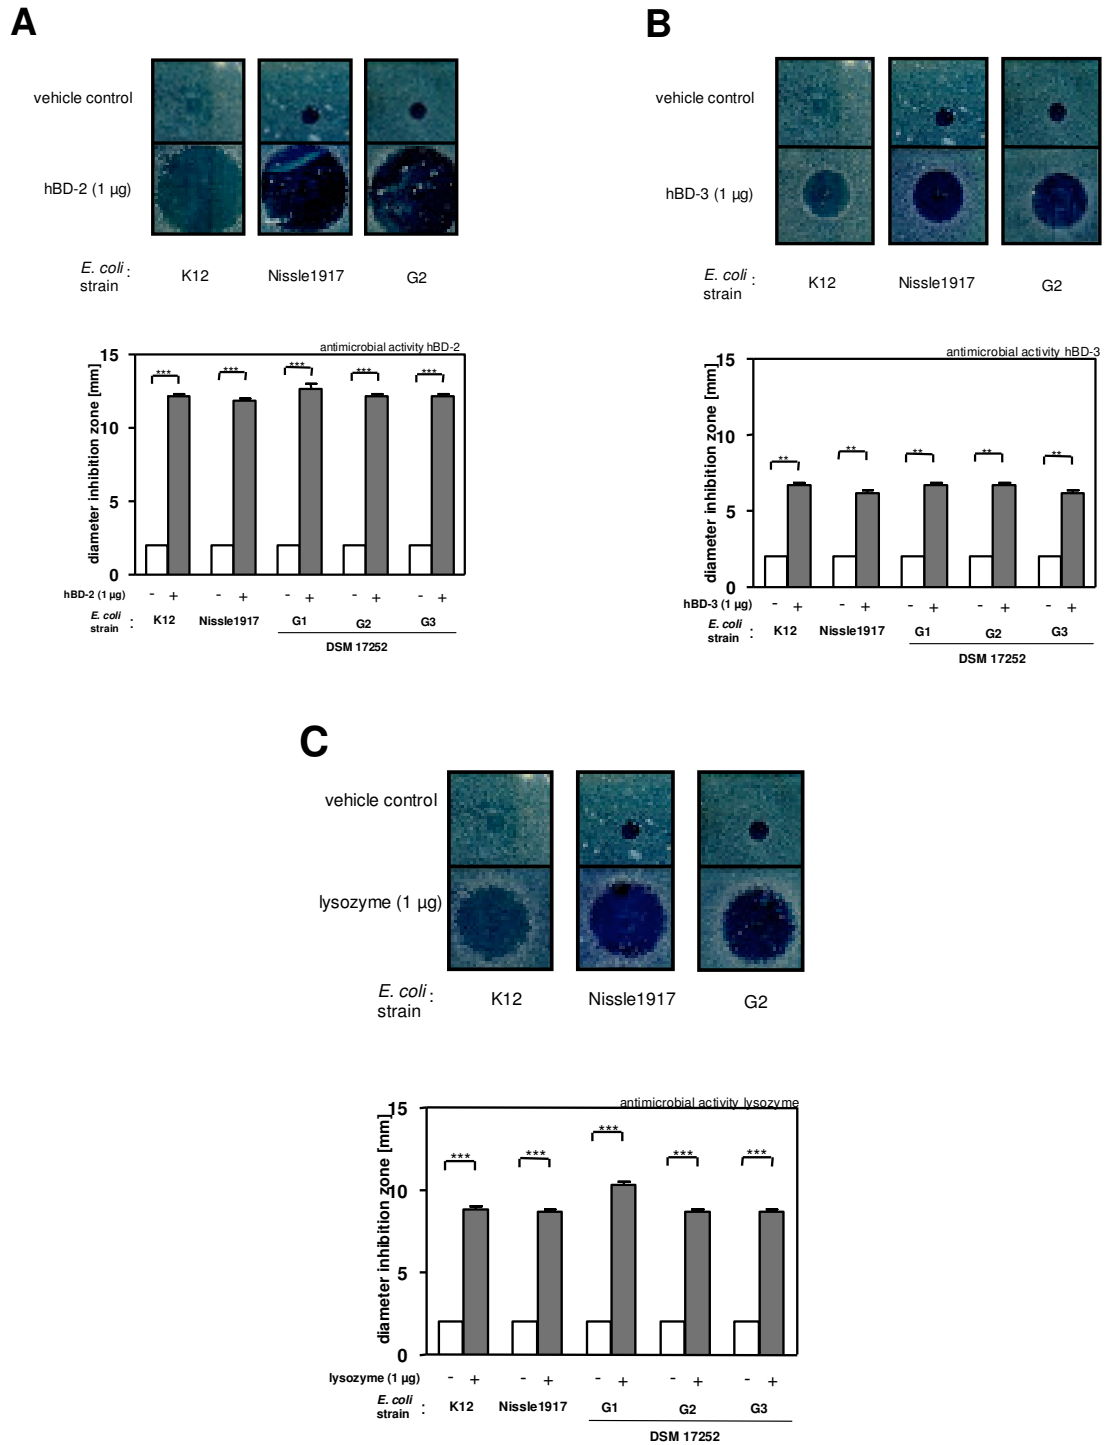 A
vehicle control
hBD-2 (1 µg)
E. coli :
strain
K12
Nissle1917
G2
antimicrobial activity hBD-2
diameter inhibition zone [mm]
15
10
5
0
*** *** *** *** ***
hBD-2 (1 µg) - + - + - + - + - +
E. coli
strain : K12 Nissle1917 G1 G2 G3
DSM 17252
B
vehicle control
hBD-3 (1 µg)
E. coli :
strain
K12
Nissle1917
G2
antimicrobial activity hBD-3
diameter inhibition zone [mm]
15
10
5
0
** ** ** ** **
hBD-3 (1 µg) - + - + - + - + - +
E. coli
strain : K12 Nissle1917 G1 G2 G3
DSM 17252
C
vehicle control
lysozyme (1 µg)
E. coli :
strain
K12
Nissle1917
G2
antimicrobial activity lysozyme
diameter inhibition zone [mm]
15
10
5
0
*** *** *** *** ***
lysozyme (1 µg) - + - + - + - + - +
E. coli
strain : K12 Nissle1917 G1 G2 G3
DSM 17252